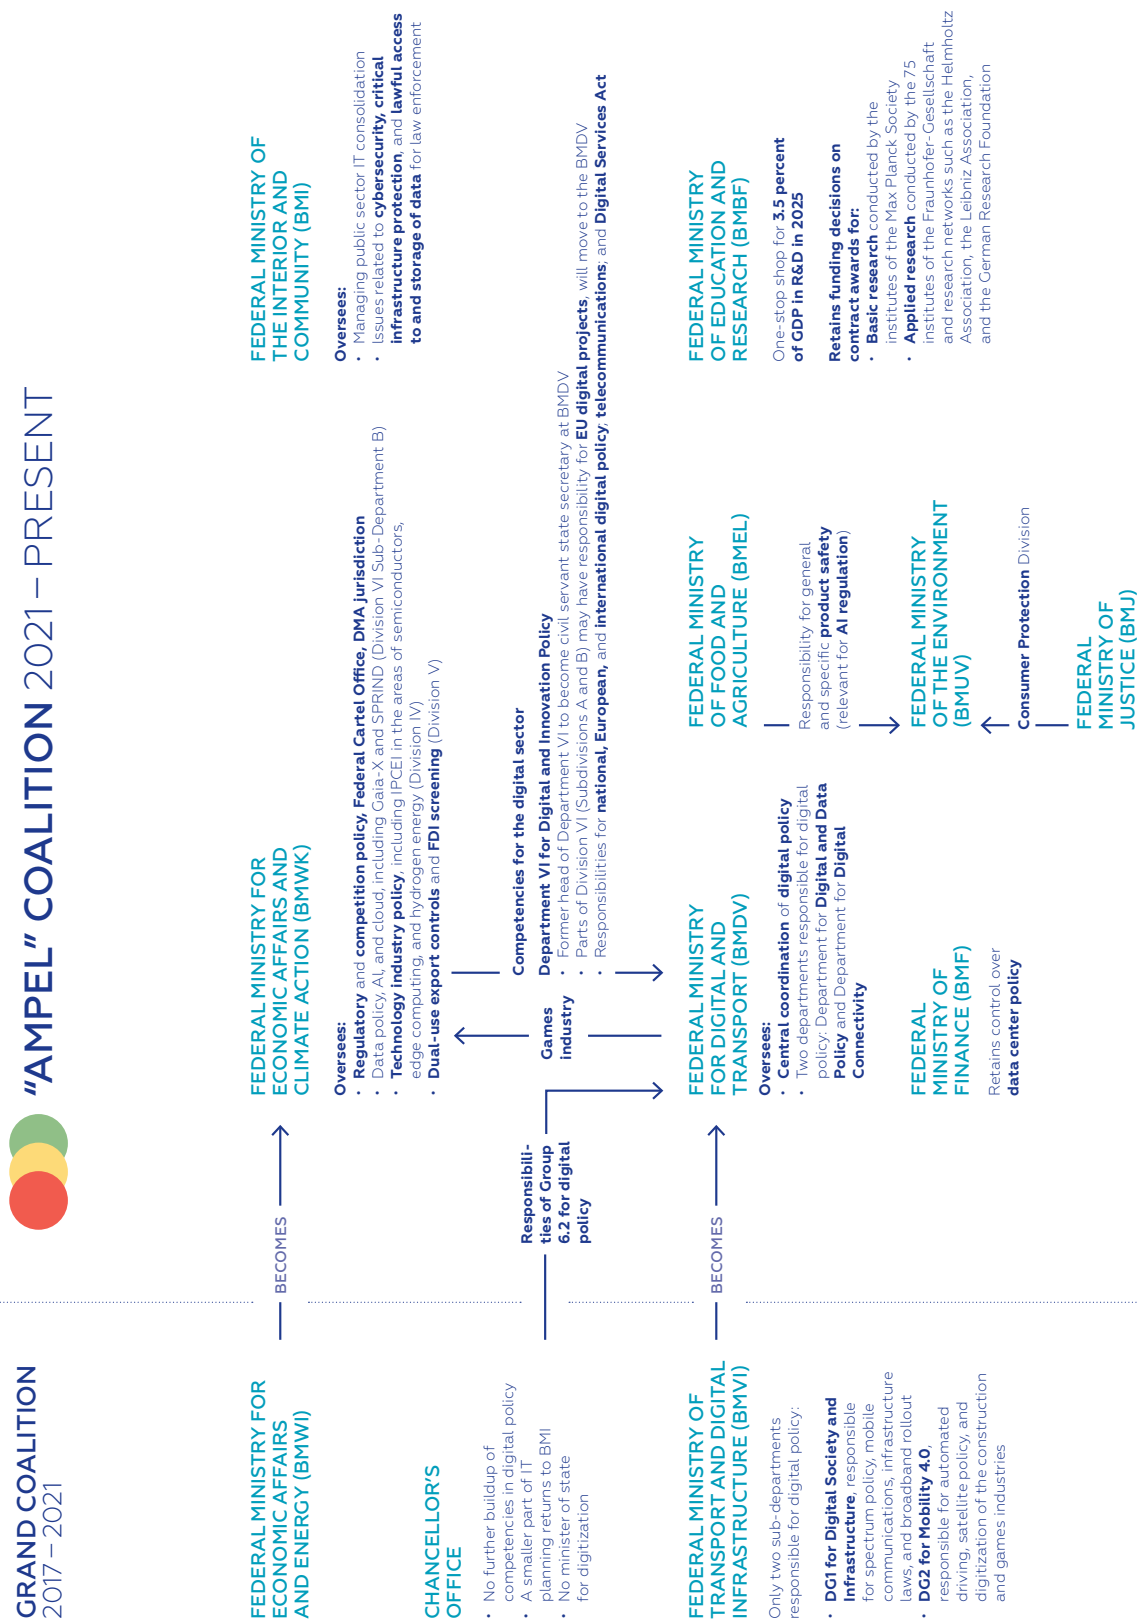 GRAND COALITION
2017–2021
"AMPEL" COALITION 2021–PRESENT
FEDERAL MINISTRY FOR
ECONOMIC AFFAIRS
AND ENERGY (BMWI)
BECOMES
FEDERAL MINISTRY FOR
ECONOMIC AFFAIRS AND
CLIMATE ACTION (BMWK)
Oversees:
• Regulatory and competition policy, Federal Cartel Office, DMA jurisdiction
• Data policy, AI, and cloud, including Gaia-X and SPRIND (Division VI Sub-Department B)
• Technology industry policy, including IPCEI in the areas of semiconductors,
edge computing, and hydrogen energy (Division IV)
• Dual-use export controls and FDI screening (Division V)
FEDERAL MINISTRY OF
THE INTERIOR AND
COMMUNITY (BMI)
Oversees:
• Managing public sector IT consolidation
• Issues related to cybersecurity, critical
infrastructure protection, and lawful access
to and storage of data for law enforcement
CHANCELLOR'S
OFFICE
• No further buildup of
competencies in digital policy
• A smaller part of IT
planning returns to BMI
• No minister of state
for digitization
Responsibili-
ties of Group
6.2 for digital
policy
Games
industry
Competencies for the digital sector
Department VI for Digital and Innovation Policy
• Former head of Department VI to become civil servant state secretary at BMDV
• Parts of Division VI (Subdivisions A and B) may have responsibility for EU digital projects, will move to the BMDV
• Responsibilities for national, European, and international digital policy; telecommunications; and Digital Services Act
FEDERAL MINISTRY OF
TRANSPORT AND DIGITAL
INFRASTRUCTURE (BMVI)
Only two sub-departments
responsible for digital policy:
• DG1 for Digital Society and
Infrastructure, responsible
for spectrum policy, mobile
communications, infrastructure
laws, and broadband rollout
• DG2 for Mobility 4.0,
responsible for automated
driving, satellite policy, and
digitization of the construction
and games industries
BECOMES
FEDERAL MINISTRY
FOR DIGITAL AND
TRANSPORT (BMDV)
Oversees:
• Central coordination of digital policy
• Two departments responsible for digital
policy: Department for Digital and Data
Policy and Department for Digital
Connectivity
FEDERAL
MINISTRY OF
FINANCE (BMF)
Retains control over
data center policy
FEDERAL MINISTRY
OF FOOD AND
AGRICULTURE (BMEL)
Responsibility for general
and specific product safety
(relevant for AI regulation)
FEDERAL MINISTRY
OF THE ENVIRONMENT
(BMUV)
Consumer Protection Division
FEDERAL
MINISTRY OF
JUSTICE (BMJ)
FEDERAL MINISTRY
OF EDUCATION AND
RESEARCH (BMBF)
One-stop shop for 3.5 percent
of GDP in R&D in 2025
Retains funding decisions on
contract awards for:
• Basic research conducted by the
institutes of the Max Planck Society
• Applied research conducted by the 75
institutes of the Fraunhofer-Gesellschaft
and research networks such as the Helmholtz
Association, the Leibniz Association,
and the German Research Foundation